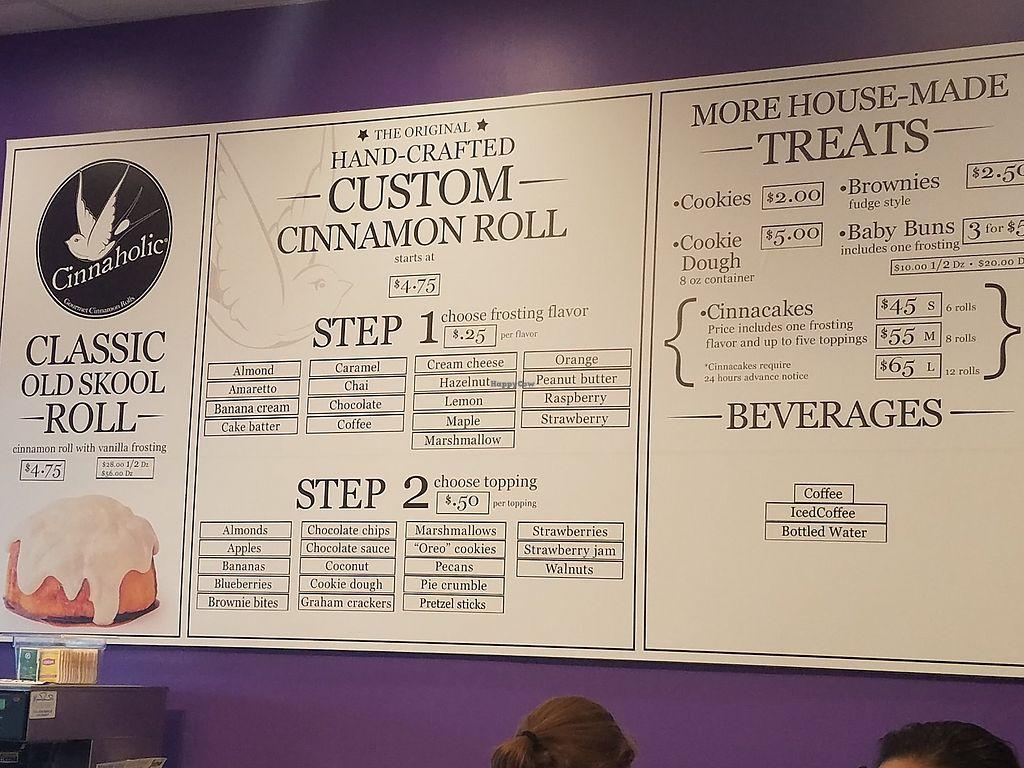 Cinnaholic®
Gourmet Cinnamon Rolls
CLASSIC
OLD SKOOL
ROLL
cinnamon roll with vanilla frosting
$4.75
$28.00 1/2 Dz
$56.00 Dz
★ THE ORIGINAL ★
HAND-CRAFTED
CUSTOM
CINNAMON ROLL
starts at
$4.75
STEP 1 choose frosting flavor
$.25 per flavor
Almond
Amaretto
Banana cream
Cake batter
Caramel
Chai
Chocolate
Coffee
Cream cheese
Hazelnut
Lemon
Maple
Marshmallow
Orange
Peanut butter
Raspberry
Strawberry
HappyCow
STEP 2 choose topping
$.50 per topping
Almonds
Apples
Bananas
Blueberries
Brownie bites
Chocolate chips
Chocolate sauce
Coconut
Cookie dough
Graham crackers
Marshmallows
"Oreo" cookies
Pecans
Pie crumble
Pretzel sticks
Strawberries
Strawberry jam
Walnuts
MORE HOUSE-MADE
TREATS
•Cookies $2.00
•Cookie $5.00
Dough
8 oz container
•Brownies $2.50
fudge style
•Baby Buns 3 for $5
includes one frosting
$10.00 1/2 Dz • $20.00 D
•Cinnacakes
Price includes one frosting
flavor and up to five toppings
*Cinnacakes require
24 hours advance notice
$45 S 6 rolls
$55 M 8 rolls
$65 L 12 rolls
BEVERAGES
Coffee
IcedCoffee
Bottled Water